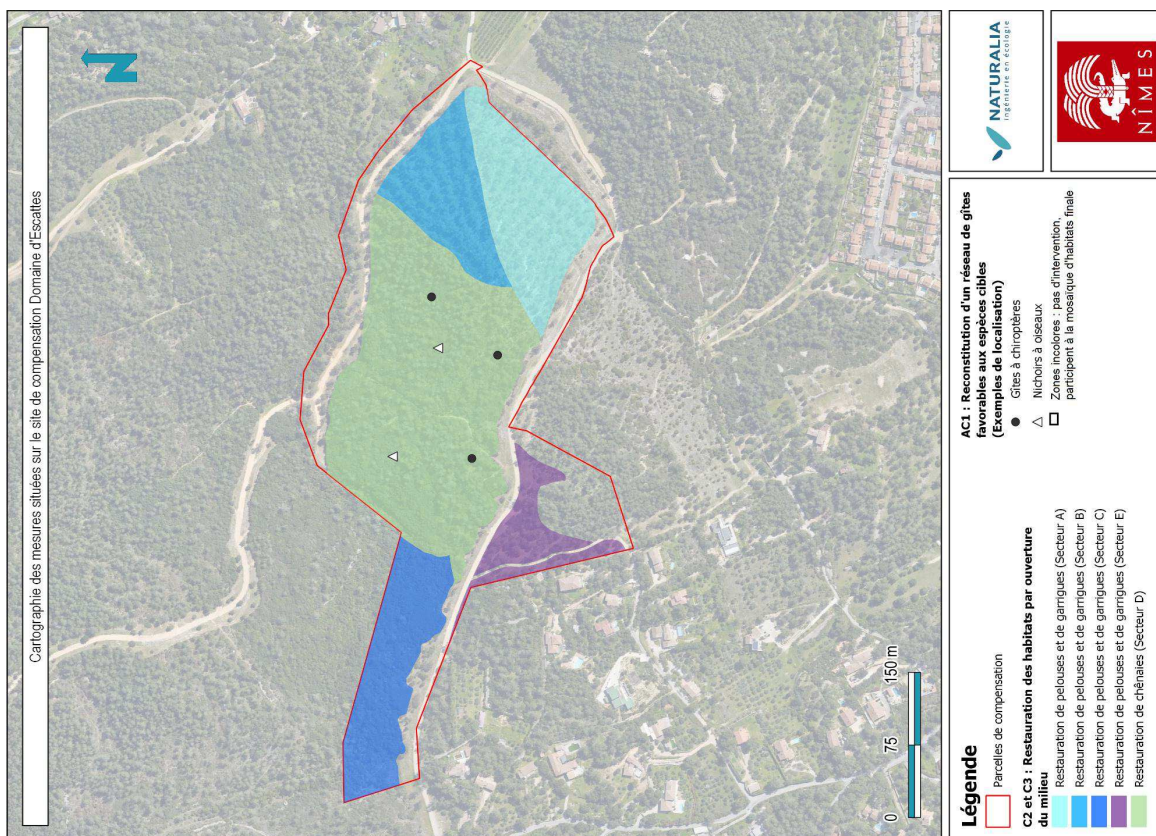 Cartographie des mesures situées sur le site de compensation Domaine d'Escattes
N
0 75 150 m
Légende
Parcelles de compensation
C2 et C3 : Restauration des habitats par ouverture
du milieu
Restauration de pelouses et de garrigues (Secteur A)
Restauration de pelouses et de garrigues (Secteur B)
Restauration de pelouses et de garrigues (Secteur C)
Restauration de pelouses et de garrigues (Secteur E)
Restauration de chênaies (Secteur D)
AC1 : Reconstitution d'un réseau de gîtes
favorables aux espèces cibles
(Exemples de localisation)
Gîtes à chiroptères
Nichoirs à oiseaux
Zones incolores : pas d'intervention,
participent à la mosaïque d'habitats finale
NATURALIA
Ingénierie en écologie
NÎMES